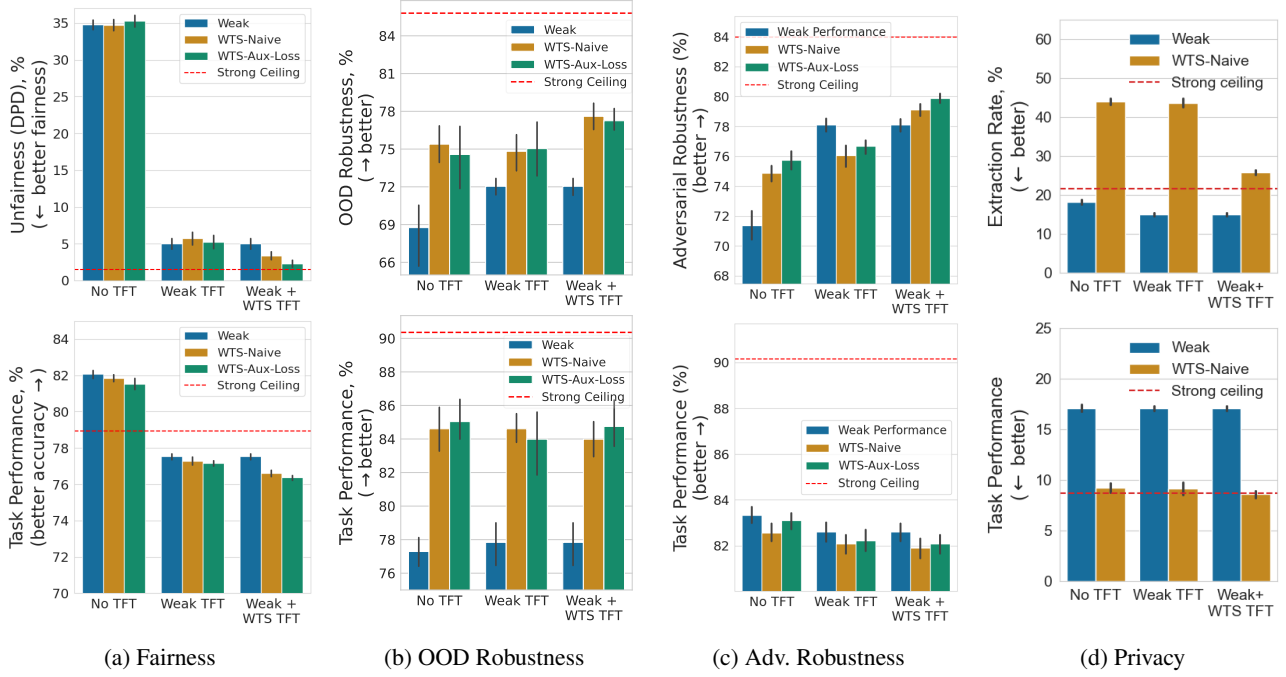 Unfairness (DPD), %
(← better fairness)
35
30
25
20
15
10
5
0
Weak
WTS-Naive
WTS-Aux-Loss
Strong Ceiling
No TFT
Weak TFT
Weak +
WTS TFT
OOD Robustness, %
(→ better)
84
81
78
75
72
69
66
Weak
WTS-Naive
WTS-Aux-Loss
Strong Ceiling
No TFT
Weak TFT
Weak +
WTS TFT
Adversarial Robustness (%)
(better →)
84
82
80
78
76
74
72
70
68
Weak Performance
WTS-Naive
WTS-Aux-Loss
Strong Ceiling
No TFT
Weak TFT
Weak +
WTS TFT
Extraction Rate, %
(← better)
60
50
40
30
20
10
0
Weak
WTS-Naive
Strong ceiling
No TFT
Weak TFT
Weak+
WTS TFT
Task Performance, %
(better accuracy →)
84
82
80
78
76
74
72
70
Weak
WTS-Naive
WTS-Aux-Loss
Strong Ceiling
No TFT
Weak TFT
Weak +
WTS TFT
Task Performance, %
(→ better)
90
88
86
84
82
80
78
76
Weak
WTS-Naive
WTS-Aux-Loss
Strong Ceiling
No TFT
Weak TFT
Weak +
WTS TFT
Task Performance (%)
(better →)
90
88
86
84
82
Weak Performance
WTS-Naive
WTS-Aux-Loss
Strong Ceiling
No TFT
Weak TFT
Weak +
WTS TFT
Task Performance
(← better)
25
20
15
10
5
0
Weak
WTS-Naive
Strong ceiling
No TFT
Weak TFT
Weak+
WTS TFT
(a) Fairness
(b) OOD Robustness
(c) Adv. Robustness
(d) Privacy